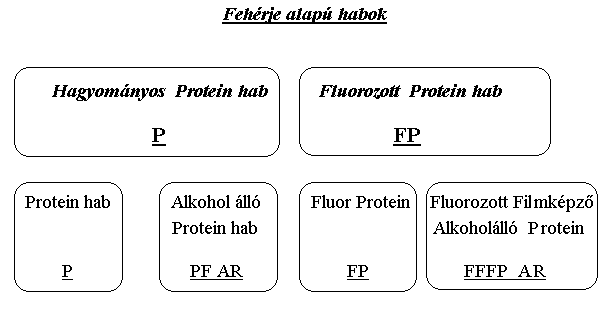 Fehérje alapú habok
Hagyományos Protein hab
P
Fluorozott Protein hab
FP
Protein hab
P
Alkohol álló
Protein hab
PF AR
Fluor Protein
FP
Fluorozott Filmképző
Alkoholálló Protein
FFFP AR